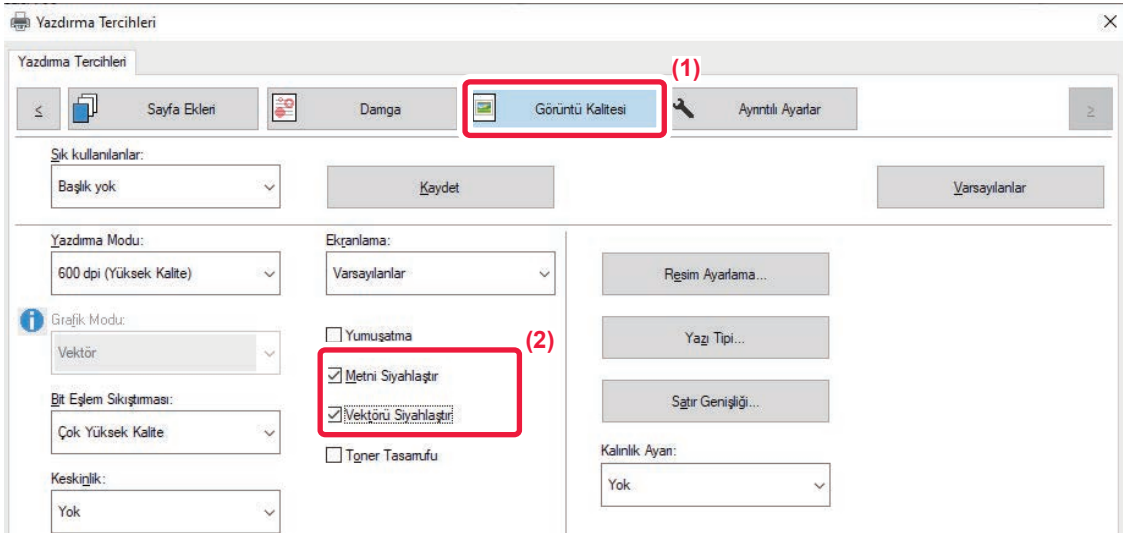 Yazdırma Tercihleri
Yazdırma Tercihleri
(1)
< Sayfa Ekleri Damga Görüntü Kalitesi Ayrıntılı Ayarlar >
Sık kullanılanlar:
Başlık yok Kaydet Varsayılanlar
Yazdırma Modu: Ekranlama:
600 dpi (Yüksek Kalite) Varsayılanlar Resim Ayarlama...
Grafik Modu: Yumuşatma (2)
Vektör Yazı Tipi...
Metni Siyahlaştır
Bit Eşlem Sıkıştırması: Vektörü Siyahlaştır Satır Genişliği...
Çok Yüksek Kalite
Toner Tasarrufu Kalınlık Ayarı:
Keskinlik:
Yok Yok